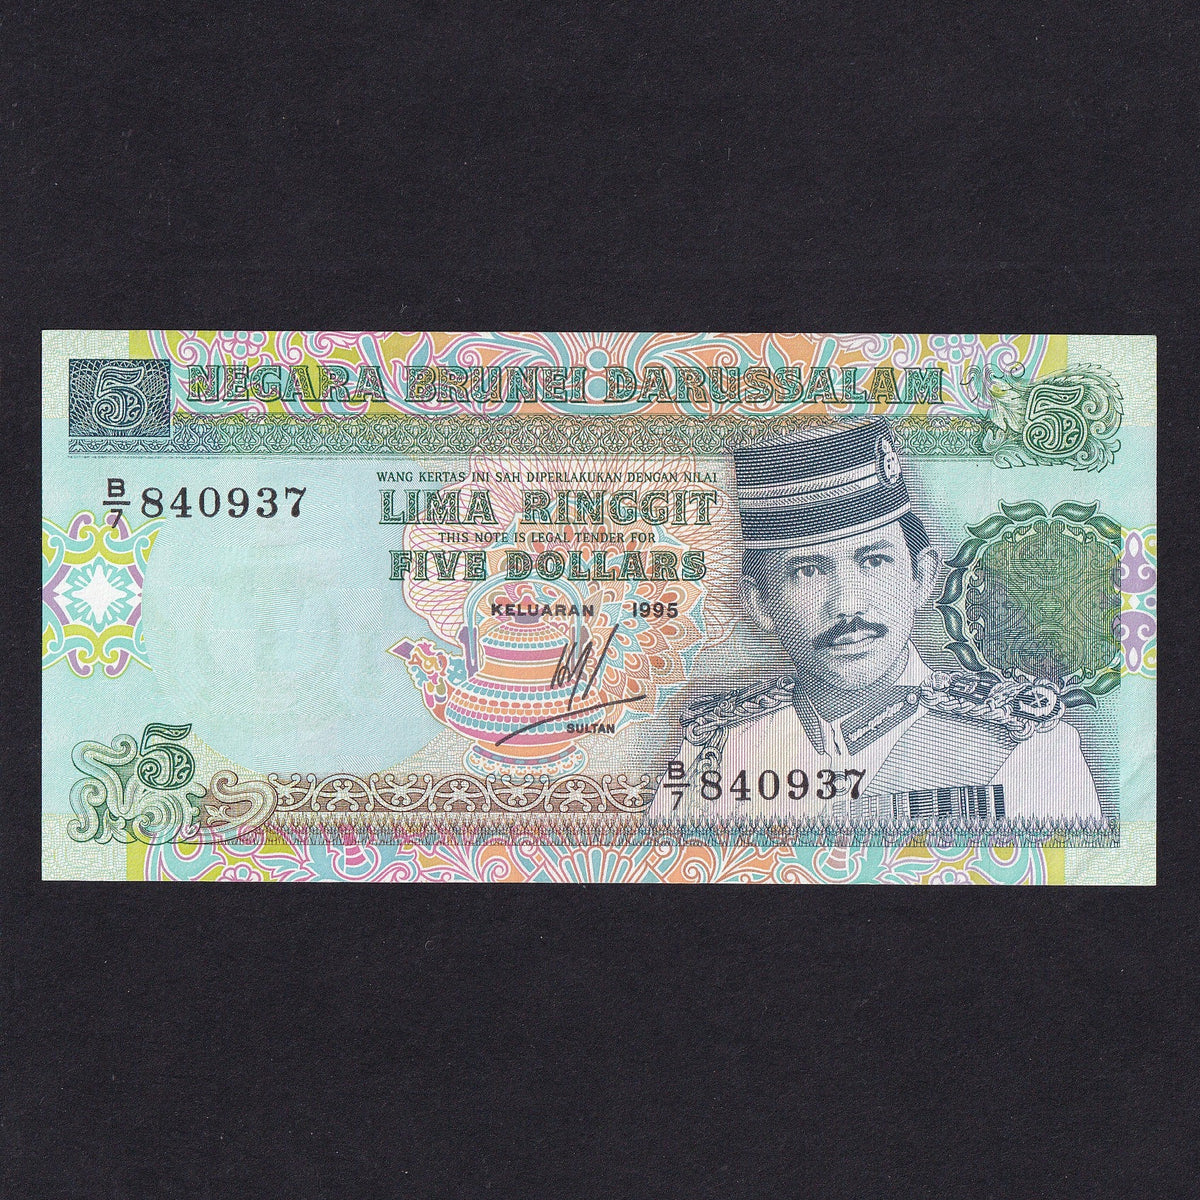 5 NEGARA BRUNEI DARUSSALAM 5
B/7 840937
WANG KERTAS INI SAH DIPERLAKUKAN DENGAN NILAI
LIMA RINGGIT
THIS NOTE IS LEGAL TENDER FOR
FIVE DOLLARS
KELUARAN 1995
SULTAN
5
B/7 840937